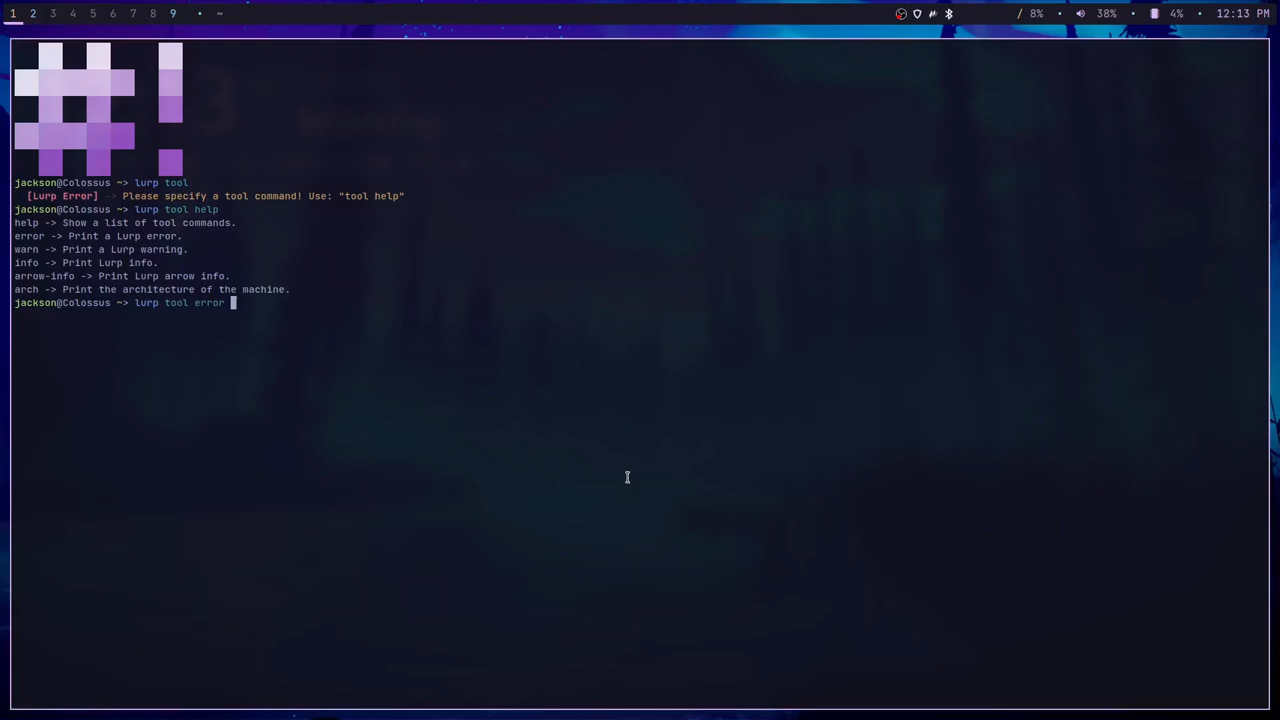 1 2 3 4 5 6 7 8 9 • ~ / 8% • 38% • 4% • 12:13 PM
#!
jackson@Colossus ~> lurp tool
[Lurp Error] -> Please specify a tool command! Use: "tool help"
jackson@Colossus ~> lurp tool help
help -> Show a list of tool commands.
error -> Print a Lurp error.
warn -> Print a Lurp warning.
info -> Print Lurp info.
arrow-info -> Print Lurp arrow info.
arch -> Print the architecture of the machine.
jackson@Colossus ~> lurp tool error